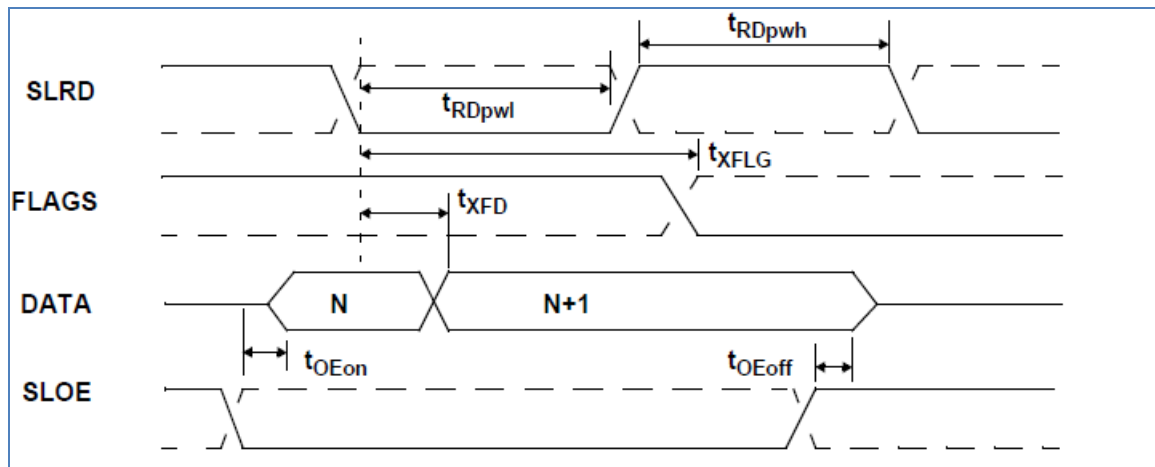 tRDpwh
SLRD
tRDpwl
tXFLG
FLAGS
tXFD
DATA
N
N+1
tOEon
tOEoff
SLOE